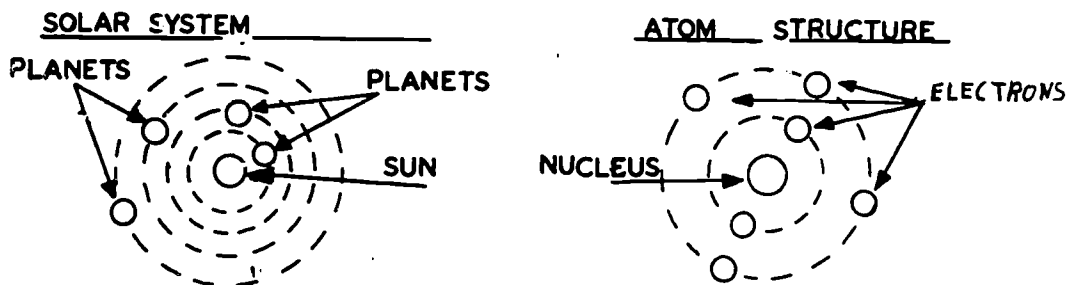 SOLAR SYSTEM
PLANETS
PLANETS
SUN
ATOM STRUCTURE
ELECTRONS
NUCLEUS